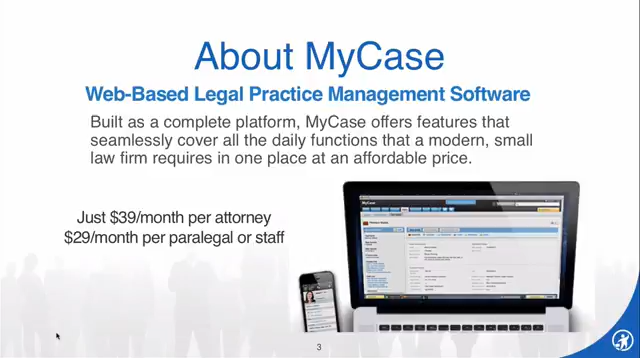 About MyCase
Web-Based Legal Practice Management Software
Built as a complete platform, MyCase offers features that
seamlessly cover all the daily functions that a modern, small
law firm requires in one place at an affordable price.
Just $39/month per attorney
$29/month per paralegal or staff
MyCase
3